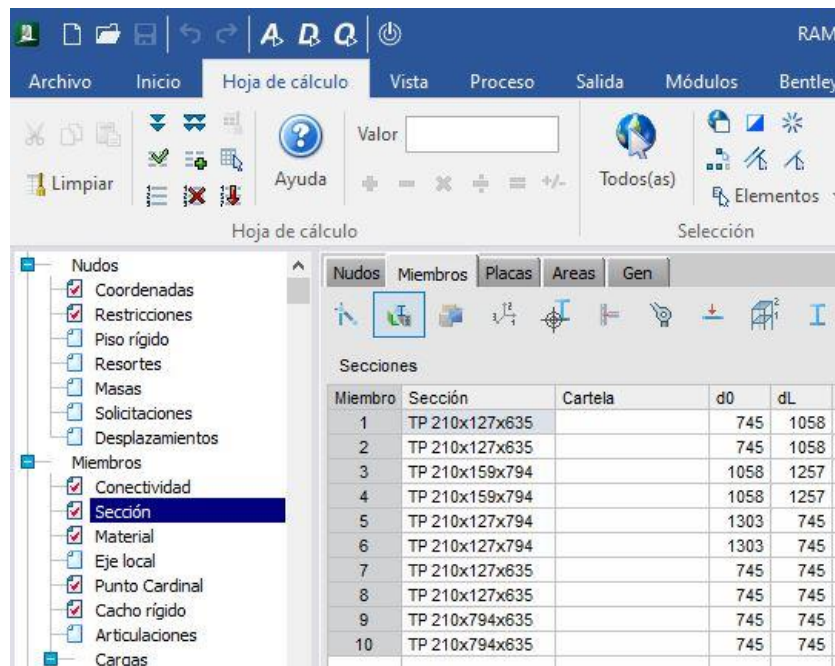 RAM
Archivo Inicio Hoja de cálculo Vista Proceso Salida Módulos Bentley
Limpiar
Ayuda
Valor
Todos(as)
Elementos
Hoja de cálculo
Selección
Nudos
Coordenadas
Restricciones
Piso rígido
Resortes
Masas
Solicitaciones
Desplazamientos
Miembros
Conectividad
Sección
Material
Eje local
Punto Cardinal
Cacho rígido
Articulaciones
Cargas
Nudos Miembros Placas Areas Gen
Secciones
Miembro Sección Cartela d0 dL
1 TP 210x127x635 745 1058
2 TP 210x127x635 745 1058
3 TP 210x159x794 1058 1257
4 TP 210x159x794 1058 1257
5 TP 210x127x794 1303 745
6 TP 210x127x794 1303 745
7 TP 210x127x635 745 745
8 TP 210x127x635 745 745
9 TP 210x794x635 745 745
10 TP 210x794x635 745 745